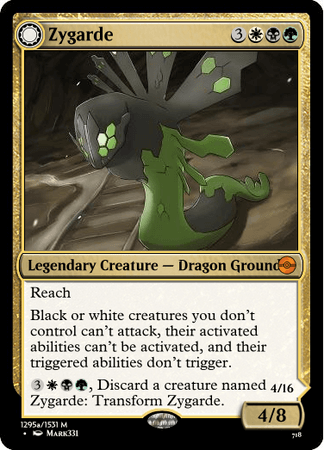 Zygarde 3
Legendary Creature — Dragon Ground
Reach
Black or white creatures you don't
control can't attack, their activated
abilities can't be activated, and their
triggered abilities don't trigger.
3, Discard a creature named
Zygarde: Transform Zygarde.
4/16
4/8
1295a/1531 M
MARK331
718